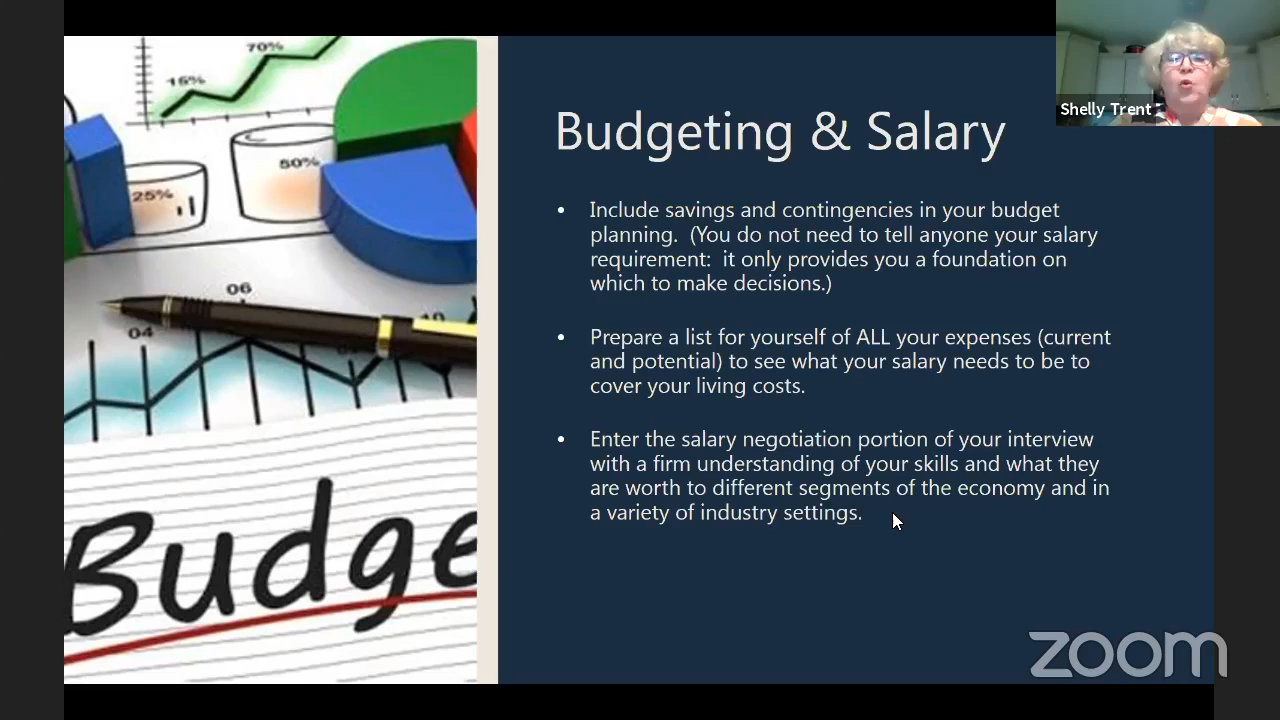 Shelly Trent
Budgeting & Salary
• Include savings and contingencies in your budget
planning.  (You do not need to tell anyone your salary
requirement:  it only provides you a foundation on
which to make decisions.)
• Prepare a list for yourself of ALL your expenses (current
and potential) to see what your salary needs to be to
cover your living costs.
• Enter the salary negotiation portion of your interview
with a firm understanding of your skills and what they
are worth to different segments of the economy and in
a variety of industry settings.
70%
15%
50%
25%
06
04
10
Budge
zoom